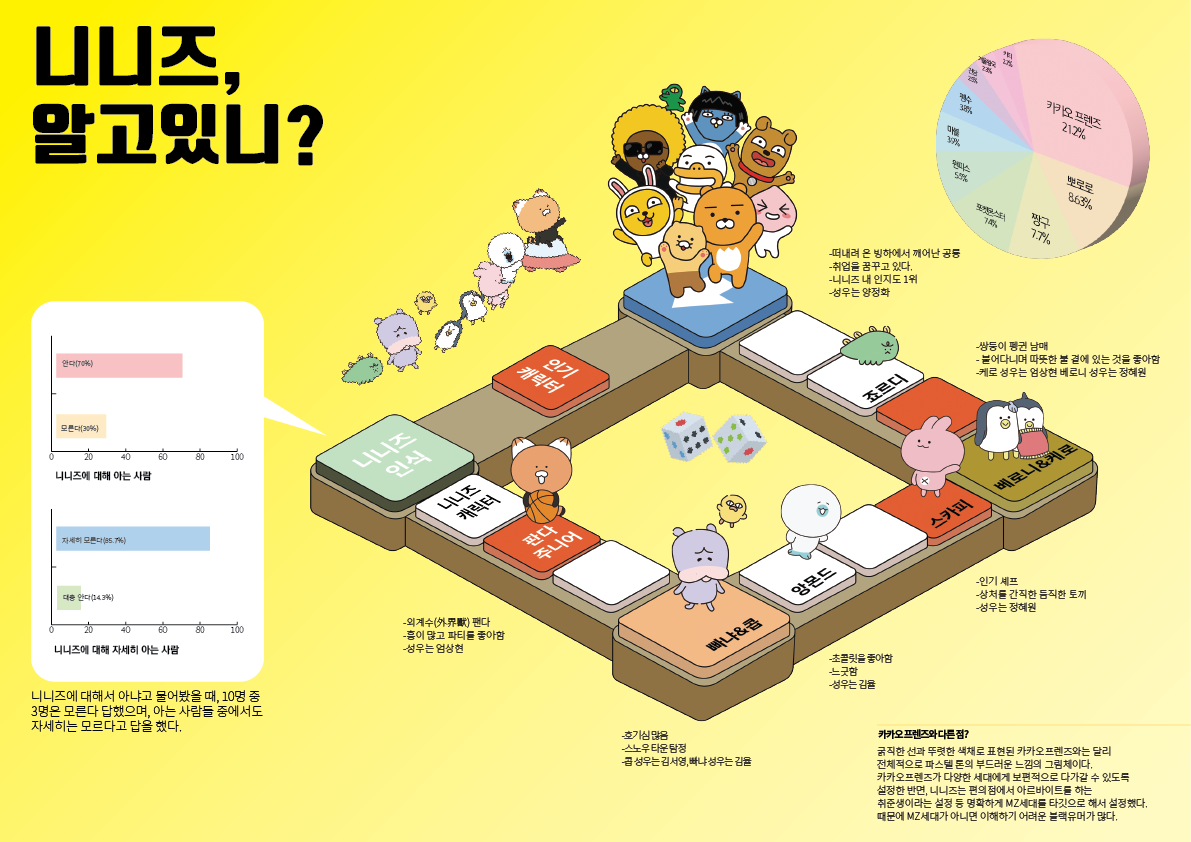 니니즈,
알고있니?
카카오 프렌즈
21.2%
뽀로로
8.63%
짱구
7.7%
포켓몬스터
7.4%
원피스
5.5%
마블
3.9%
펭수
3.8%
2.5%
2.3%
2.2%
-떠내려 온 빙하에서 깨어난 공룡
-취업을 꿈꾸고 있다.
-니니즈 내 인지도 1위
-성우는 양정화
-쌍둥이 펭귄 남매
- 불어다니며 따뜻한 불 곁에 있는 것을 좋아함
-케로 성우는 엄상현 베로니 성우는 정혜원
인기
캐릭터
죠르디
베로니&케로
스카피
앙몬드
빠냐&콥
판다
주니어
니니즈
캐릭터
니니즈
인식
안다(70%)
모른다(30%)
0 20 40 60 80 100
니니즈에 대해 아는 사람
자세히 모른다(85.7%)
대충 안다(14.3%)
0 20 40 60 80 100
니니즈에 대해 자세히 아는 사람
니니즈에 대해서 아냐고 물어봤을 때, 10명 중
3명은 모른다 답했으며, 아는 사람들 중에서도
자세히는 모르다고 답을 했다.
-외계수(外界獸) 팬다
-흥이 많고 파티를 좋아함
-성우는 엄상현
-호기심 많음
-스노우 타운 탐정
-콥 성우는 김서영, 빠냐 성우는 김율
-초콜릿을 좋아함
-느긋함
-성우는 김율
-인기 셰프
-상처를 간직한 듬직한 토끼
-성우는 정혜원
카카오프렌즈와 다른 점?
굵직한 선과 뚜렷한 색채로 표현된 카카오프렌즈와는 달리
전체적으로 파스텔 톤의 부드러운 느낌의 그림체이다.
카카오프렌즈가 다양한 세대에게 보편적으로 다가갈 수 있도록
설정한 반면, 니니즈는 편의점에서 아르바이트를 하는
취준생이라는 설정 등 명확하게 MZ세대를 타깃으로 해서 설정했다.
때문에 MZ세대가 아니면 이해하기 어려운 블랙유머가 많다.